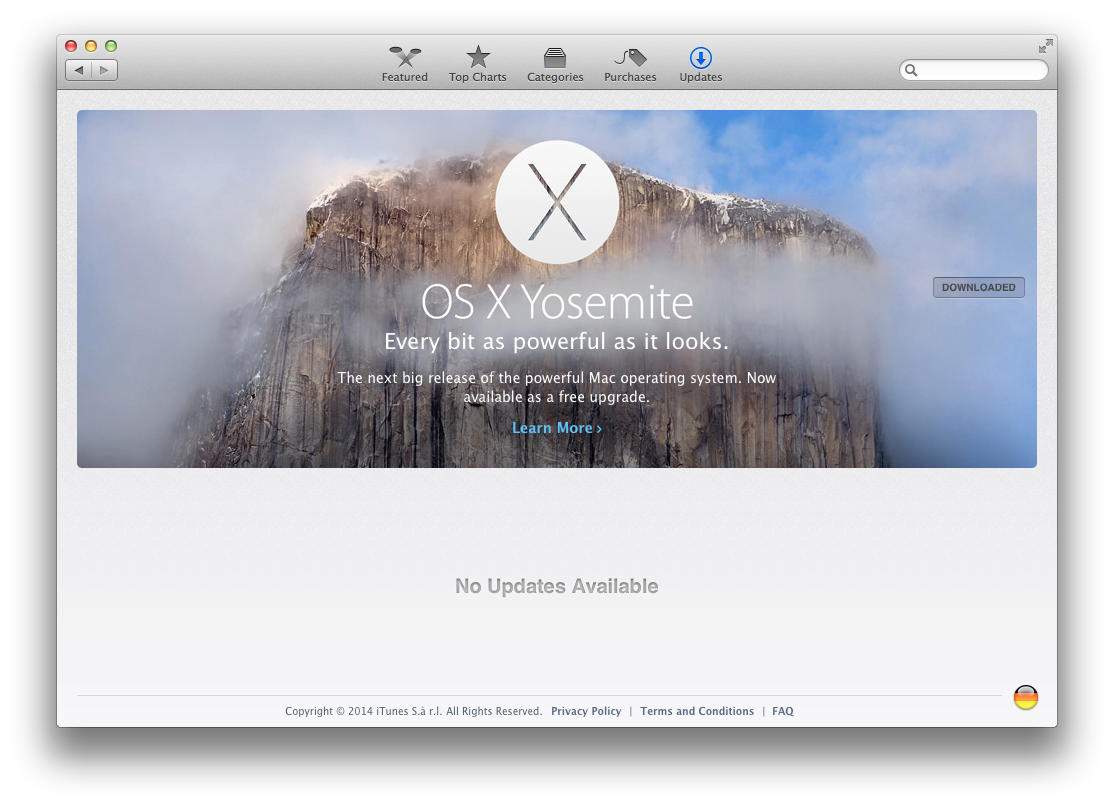 Featured
Top Charts
Categories
Purchases
Updates
X
OS X Yosemite
Every bit as powerful as it looks.
DOWNLOADED
The next big release of the powerful Mac operating system. Now
available as a free upgrade.
Learn More ›
No Updates Available
Copyright © 2014 iTunes S.à r.l. All Rights Reserved. Privacy Policy | Terms and Conditions | FAQ